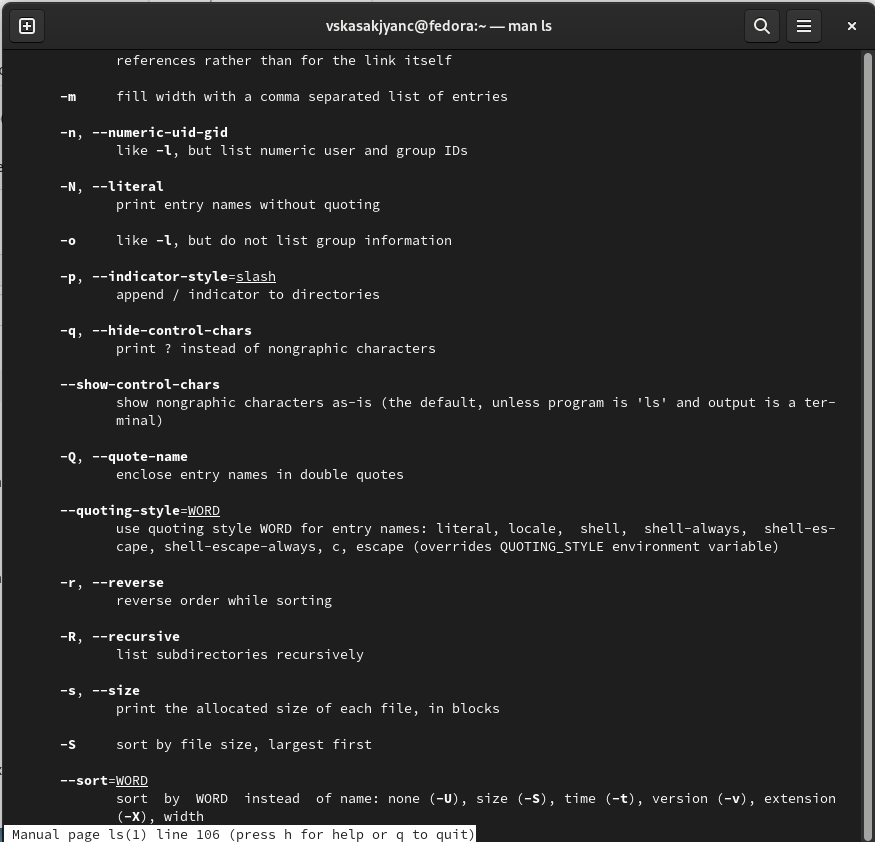 vskasakjyanc@fedora:~ — man ls
references rather than for the link itself
-m fill width with a comma separated list of entries
-n, --numeric-uid-gid
like -l, but list numeric user and group IDs
-N, --literal
print entry names without quoting
-o like -l, but do not list group information
-p, --indicator-style=slash
append / indicator to directories
-q, --hide-control-chars
print ? instead of nongraphic characters
--show-control-chars
show nongraphic characters as-is (the default, unless program is 'ls' and output is a ter-
minal)
-Q, --quote-name
enclose entry names in double quotes
--quoting-style=WORD
use quoting style WORD for entry names: literal, locale, shell, shell-always, shell-es-
cape, shell-escape-always, c, escape (overrides QUOTING_STYLE environment variable)
-r, --reverse
reverse order while sorting
-R, --recursive
list subdirectories recursively
-s, --size
print the allocated size of each file, in blocks
-S sort by file size, largest first
--sort=WORD
sort by WORD instead of name: none (-U), size (-S), time (-t), version (-v), extension
(-X), width
Manual page ls(1) line 106 (press h for help or q to quit)